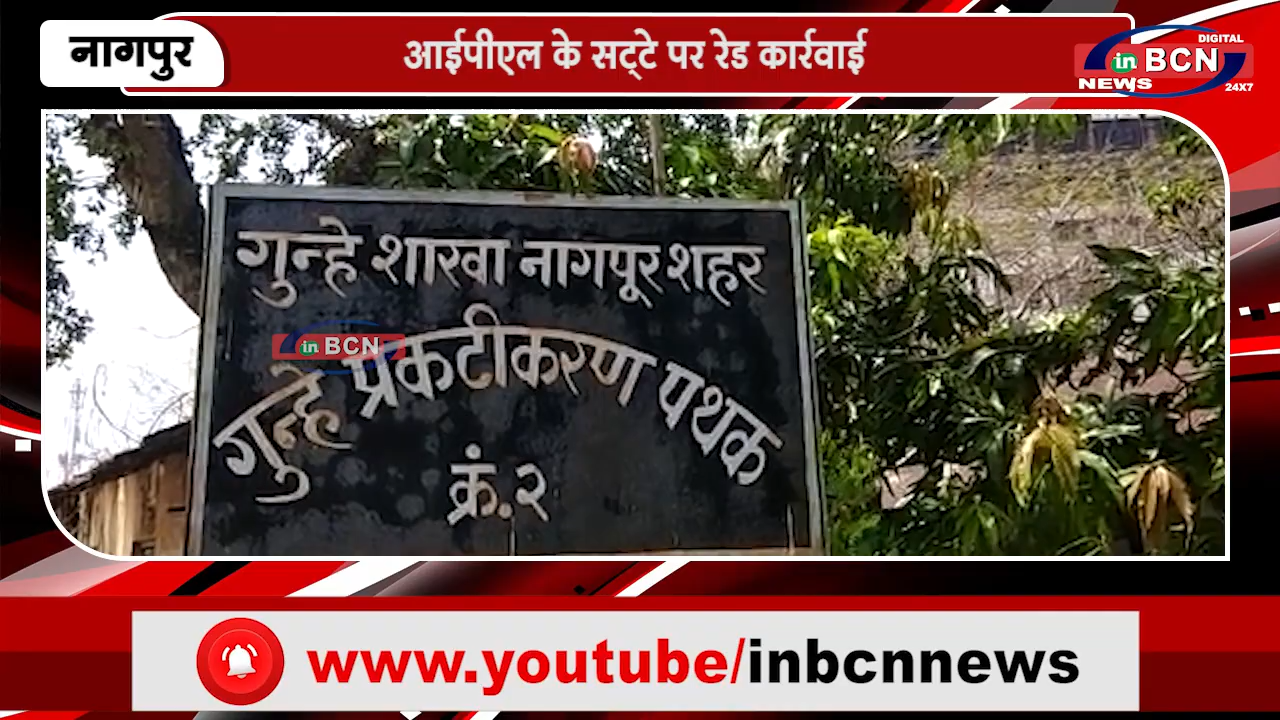 नागपुर
आईपीएल के सट्टे पर रेड कार्रवाई
DIGITAL
in BCN
NEWS
24X7
गुन्हे शाखा नागपूर शहर
in BCN
गुन्हे प्रकटीकरण पथक
क्रं.२
www.youtube/inbcnnews